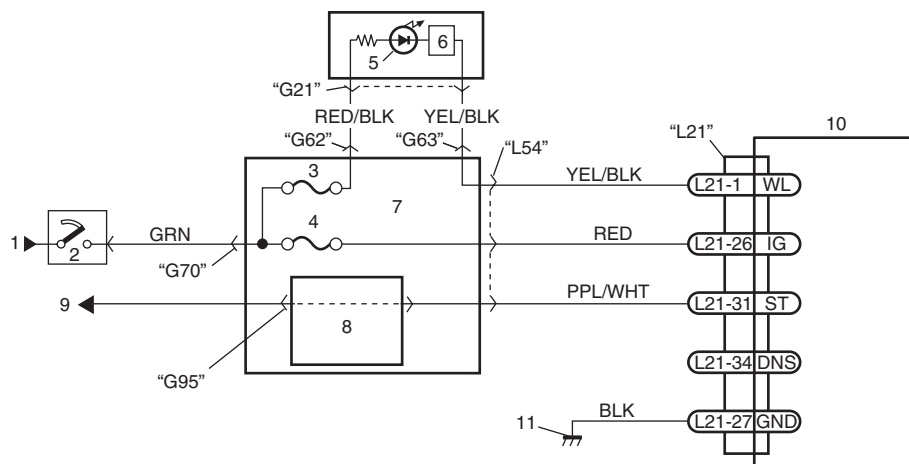 6
5
“G21”
RED/BLK YEL/BLK
“G62” “G63” “L54” “L21” 10
3
7
YEL/BLK L21-1 WL
4
1 2 GRN RED L21-26 IG
“G70”
9 PPL/WHT L21-31 ST
8
L21-34 DNS
“G95”
11 BLK L21-27 GND